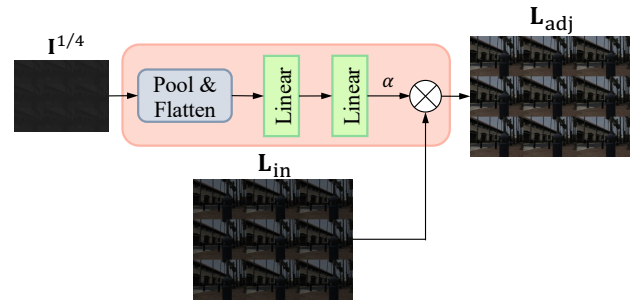 I^{1/4}
Pool &
Flatten
Linear
Linear
α
L_adj
L_in